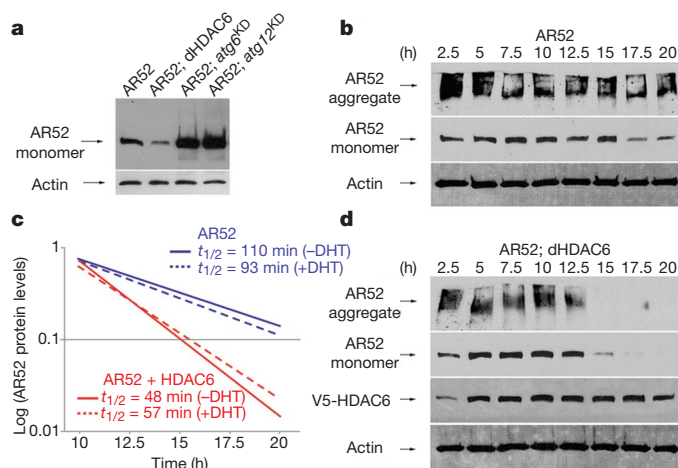 a
AR52
AR52; dHDAC6
AR52; atg6KD
AR52; atg12KD
AR52
monomer
Actin
b
AR52
(h) 2.5 5 7.5 10 12.5 15 17.5 20
AR52
aggregate
AR52
monomer
Actin
c
AR52
t1/2 = 110 min (–DHT)
t1/2 = 93 min (+DHT)
AR52 + HDAC6
t1/2 = 48 min (–DHT)
t1/2 = 57 min (+DHT)
1
0.1
0.01
Log (AR52 protein levels)
10 12.5 15 17.5 20
Time (h)
d
AR52; dHDAC6
(h) 2.5 5 7.5 10 12.5 15 17.5 20
AR52
aggregate
AR52
monomer
V5-HDAC6
Actin